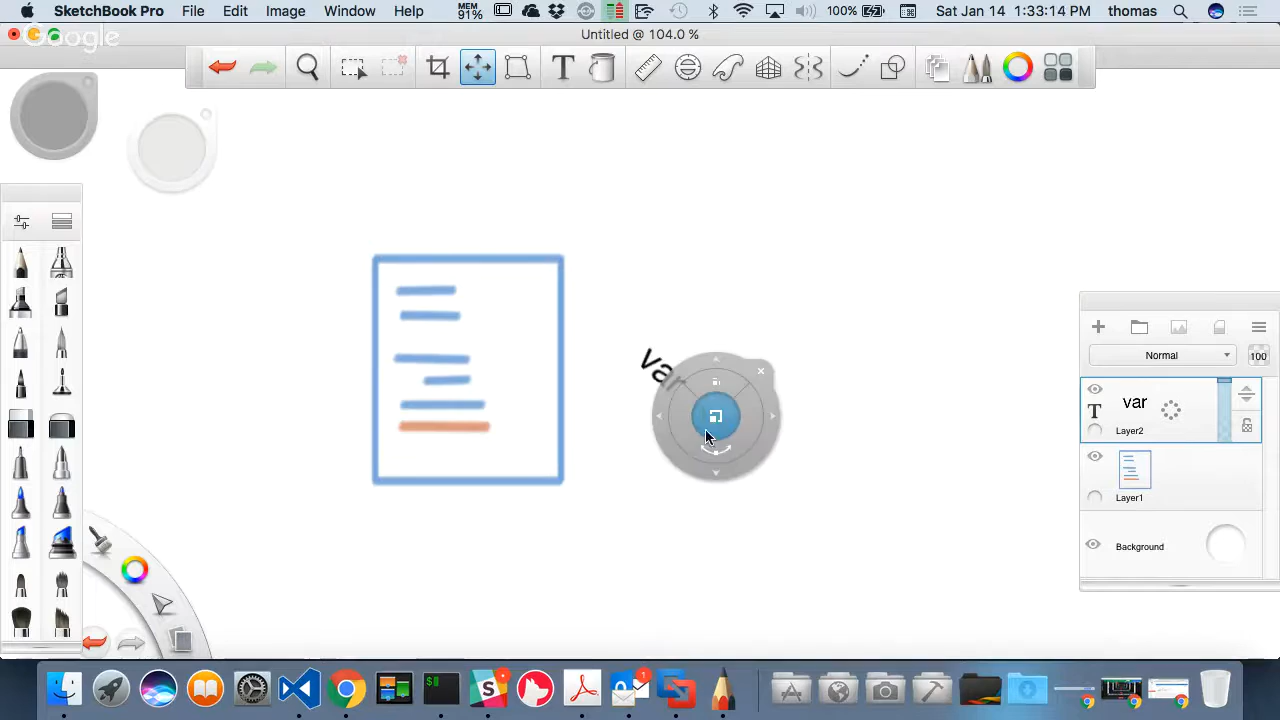 SketchBook Pro File Edit Image Window Help MEM 91% 100% Sat Jan 14 1:33:14 PM thomas
Google
Untitled @ 104.0 %
T
var
Normal 100
var
T
Layer2
Layer1
Background